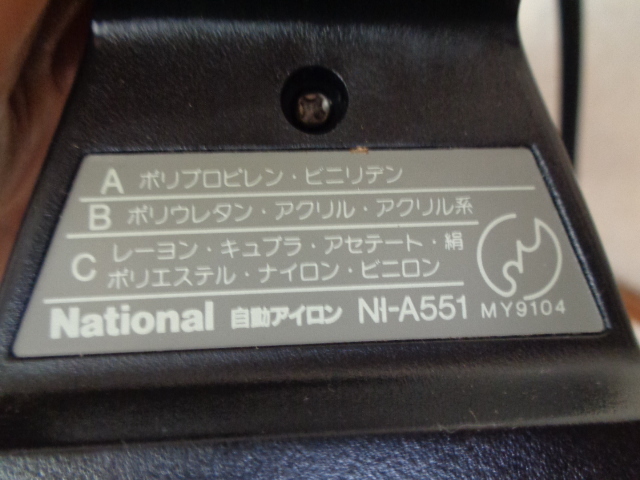 A ポリプロピレン・ビニリデン
B ポリウレタン・アクリル・アクリル系
C レーヨン・キュプラ・アセテート・絹
ポリエステル・ナイロン・ビニロン
National 自動アイロン NI-A551 MY9104